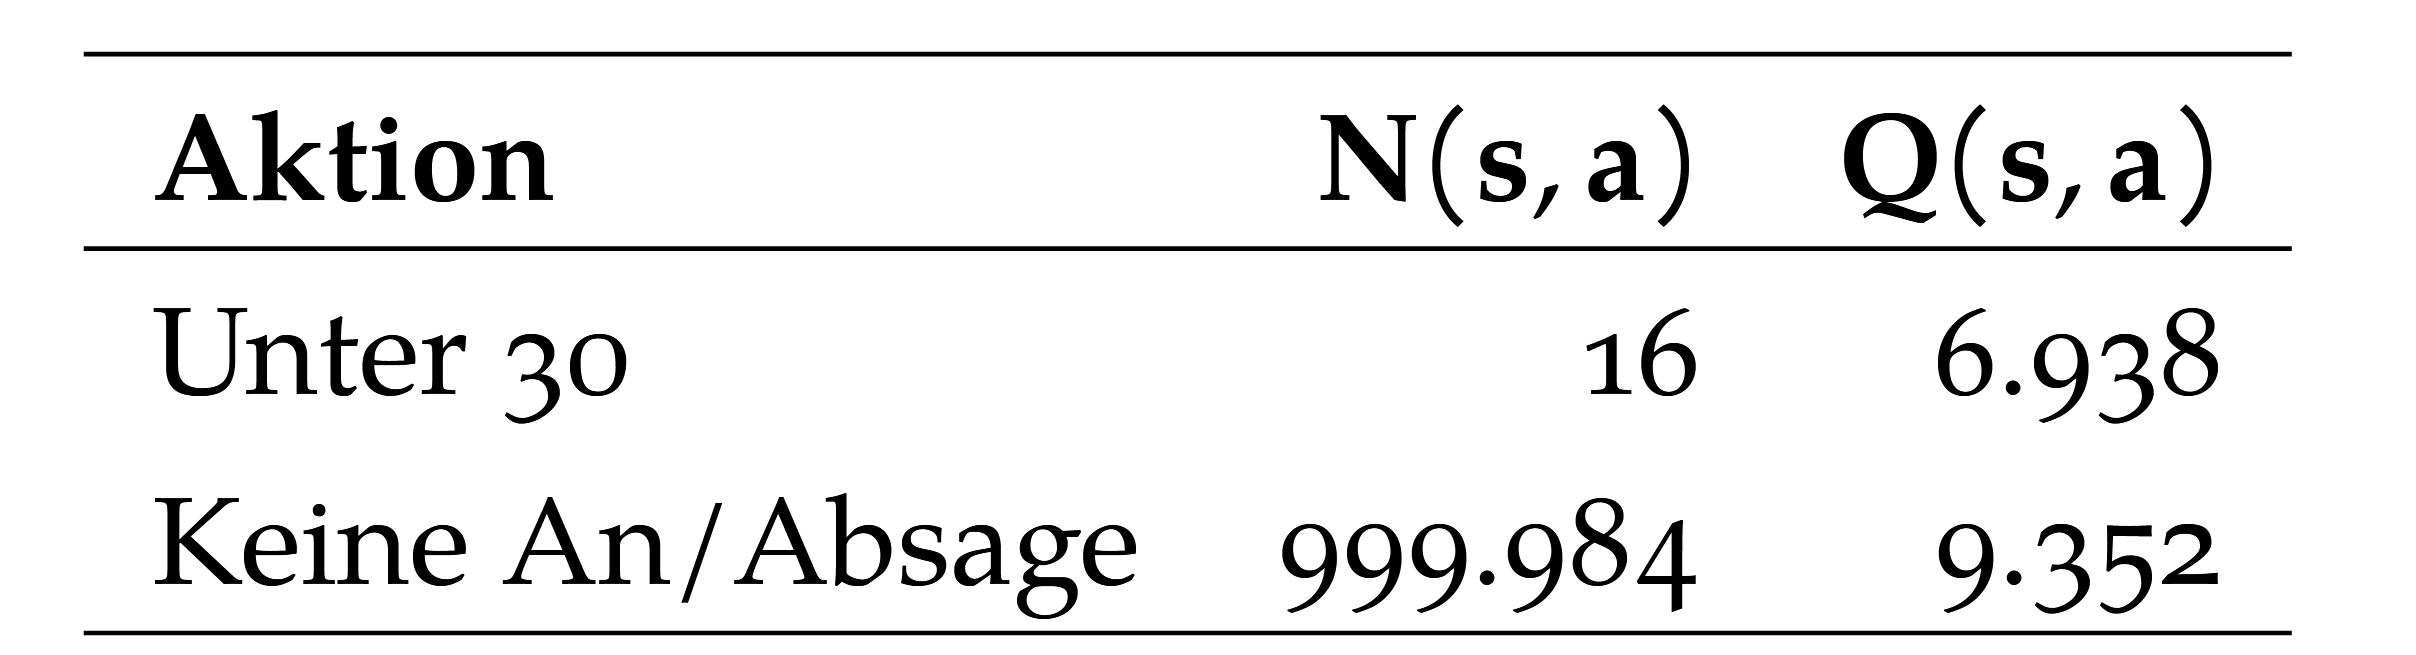 Aktion N(s, a) Q(s, a)
Unter 30 16 6.938
Keine An/Absage 999.984 9.352